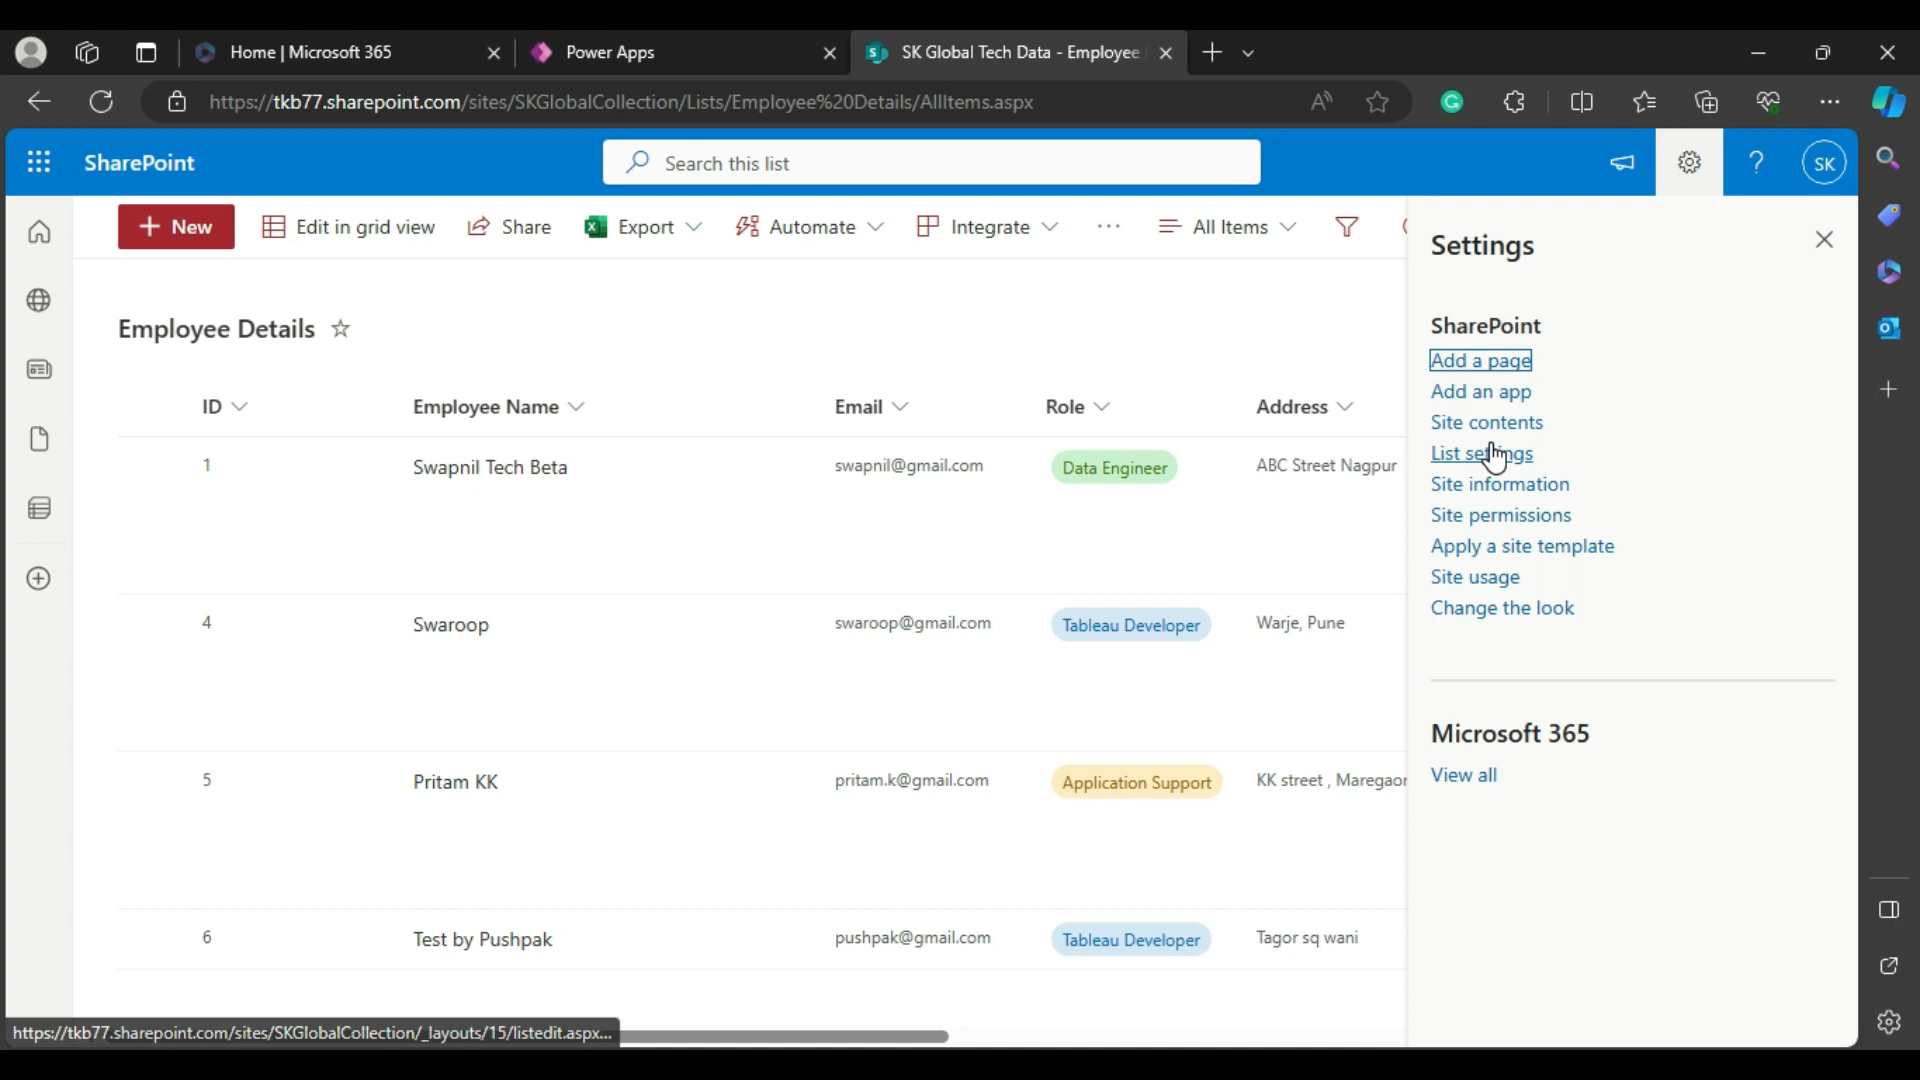 Home | Microsoft 365
Power Apps
SK Global Tech Data - Employee
https://tkb77.sharepoint.com/sites/SKGlobalCollection/Lists/Employee%20Details/AllItems.aspx
SharePoint
Search this list
SK
New
Edit in grid view
Share
Export
Automate
Integrate
All Items
Employee Details
ID
Employee Name
Email
Role
Address
1
Swapnil Tech Beta
swapnil@gmail.com
Data Engineer
ABC Street Nagpur
4
Swaroop
swaroop@gmail.com
Tableau Developer
Warje, Pune
5
Pritam KK
pritam.k@gmail.com
Application Support
KK street , Maregaon
6
Test by Pushpak
pushpak@gmail.com
Tableau Developer
Tagor sq wani
Settings
SharePoint
Add a page
Add an app
Site contents
List settings
Site information
Site permissions
Apply a site template
Site usage
Change the look
Microsoft 365
View all
https://tkb77.sharepoint.com/sites/SKGlobalCollection/_layouts/15/listedit.aspx...